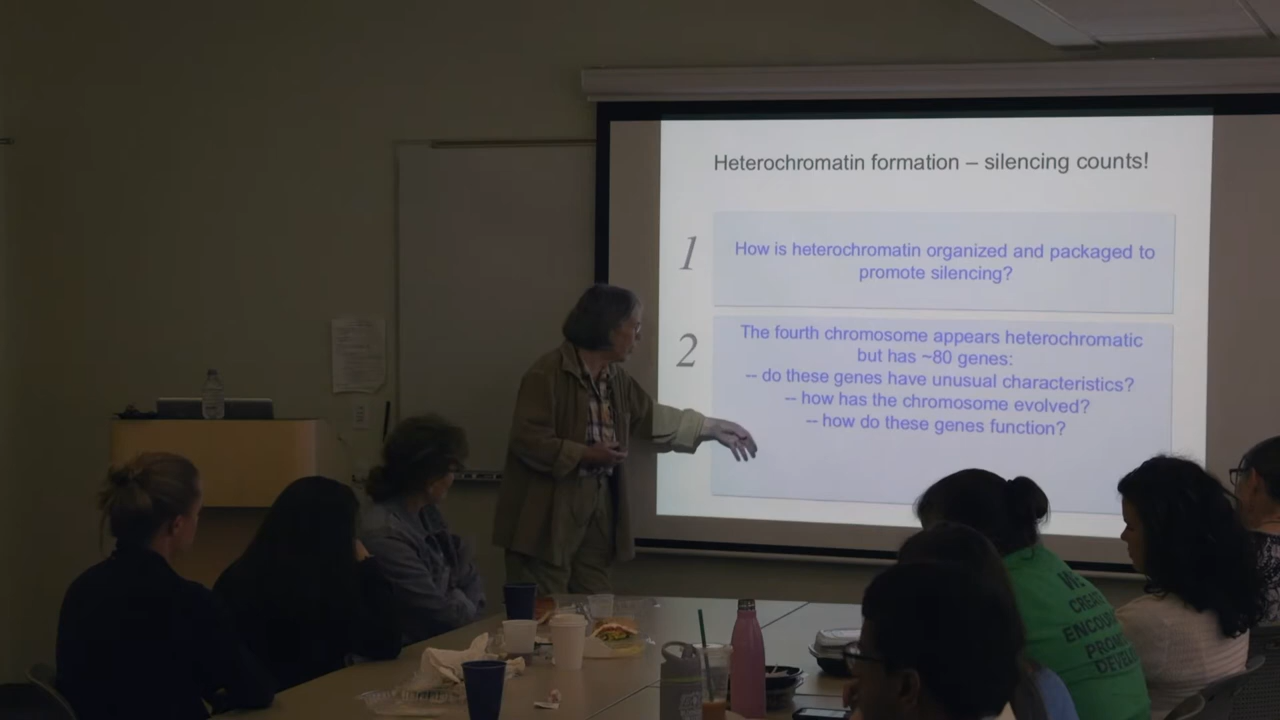 Heterochromatin formation – silencing counts!
1
How is heterochromatin organized and packaged to
promote silencing?
2
The fourth chromosome appears heterochromatic
but has ~80 genes:
-- do these genes have unusual characteristics?
-- how has the chromosome evolved?
-- how do these genes function?